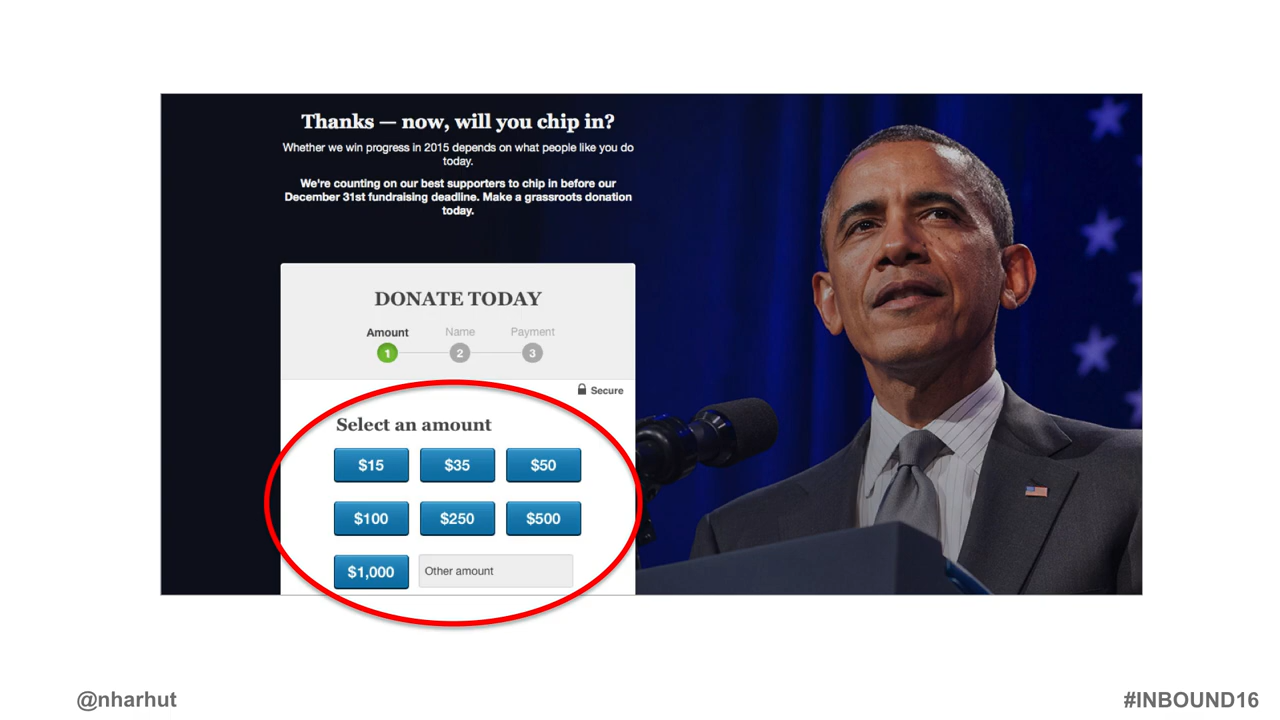 Thanks — now, will you chip in?
Whether we win progress in 2015 depends on what people like you do
today.
We're counting on our best supporters to chip in before our
December 31st fundraising deadline. Make a grassroots donation
today.
DONATE TODAY
Amount Name Payment
1 2 3
Secure
Select an amount
$15 $35 $50
$100 $250 $500
$1,000 Other amount
@nharhut #INBOUND16